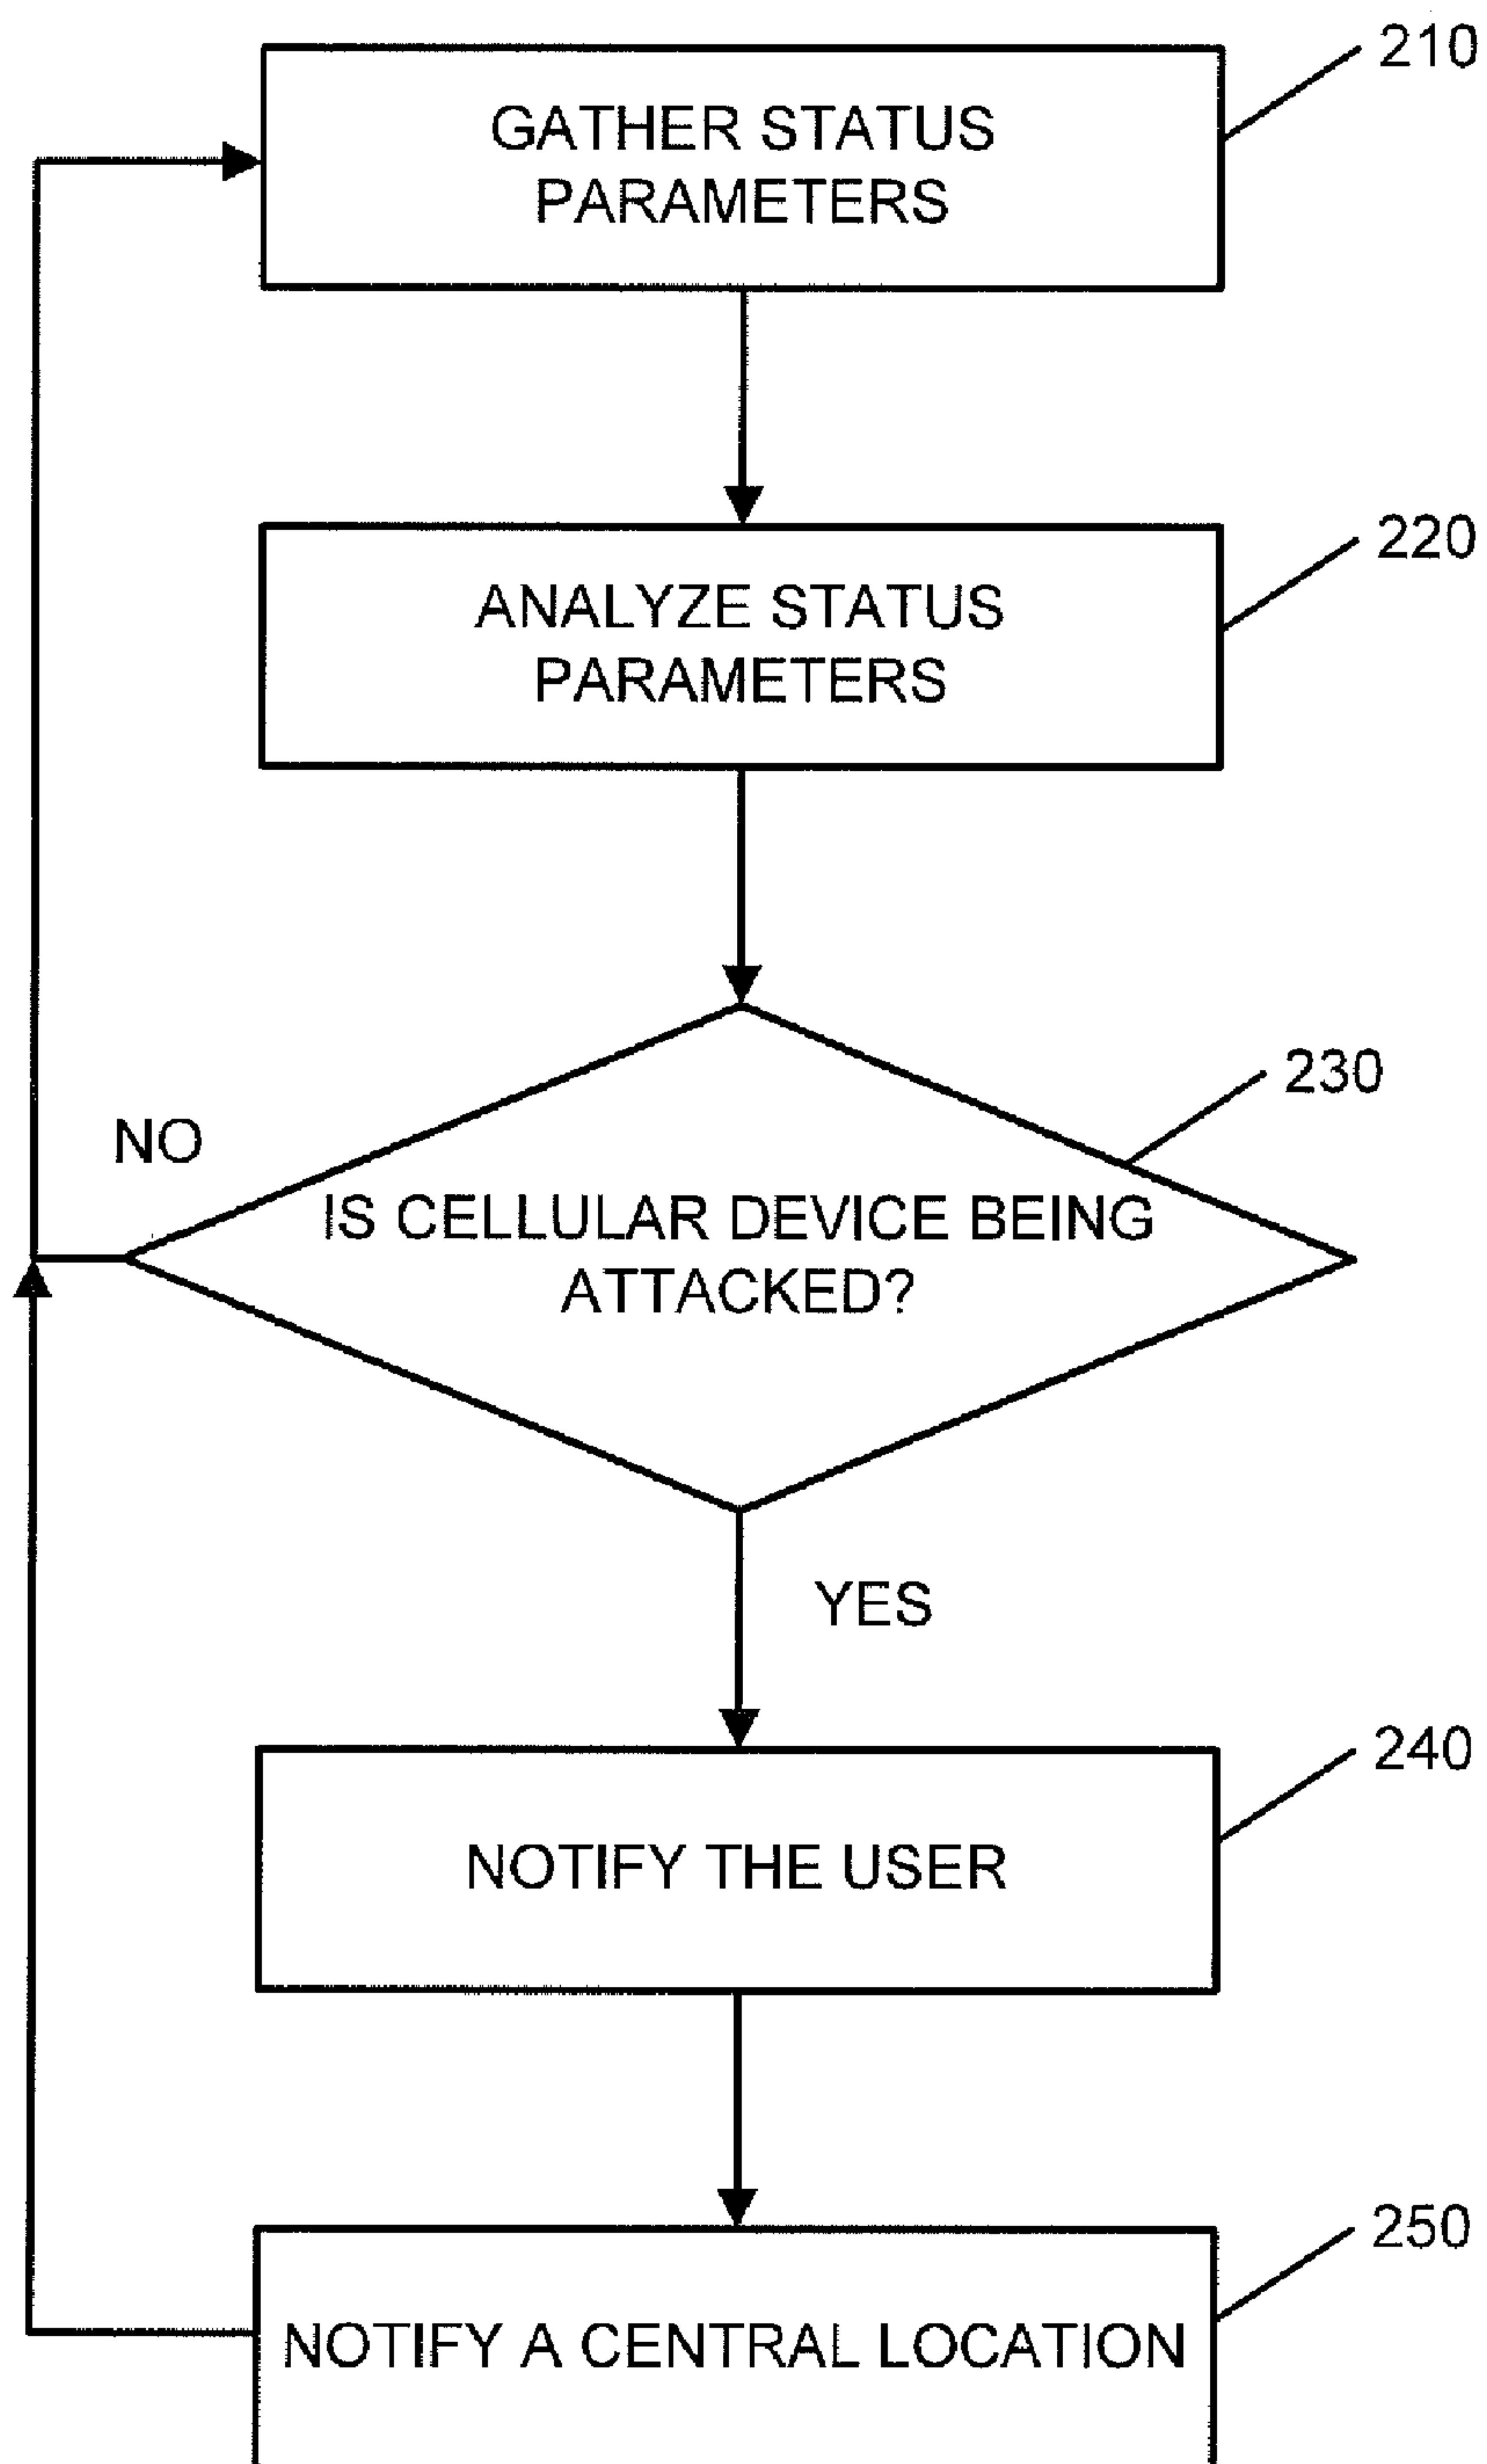 210
GATHER STATUS
PARAMETERS
220
ANALYZE STATUS
PARAMETERS
230
NO
IS CELLULAR DEVICE BEING
ATTACKED?
YES
240
NOTIFY THE USER
250
NOTIFY A CENTRAL LOCATION